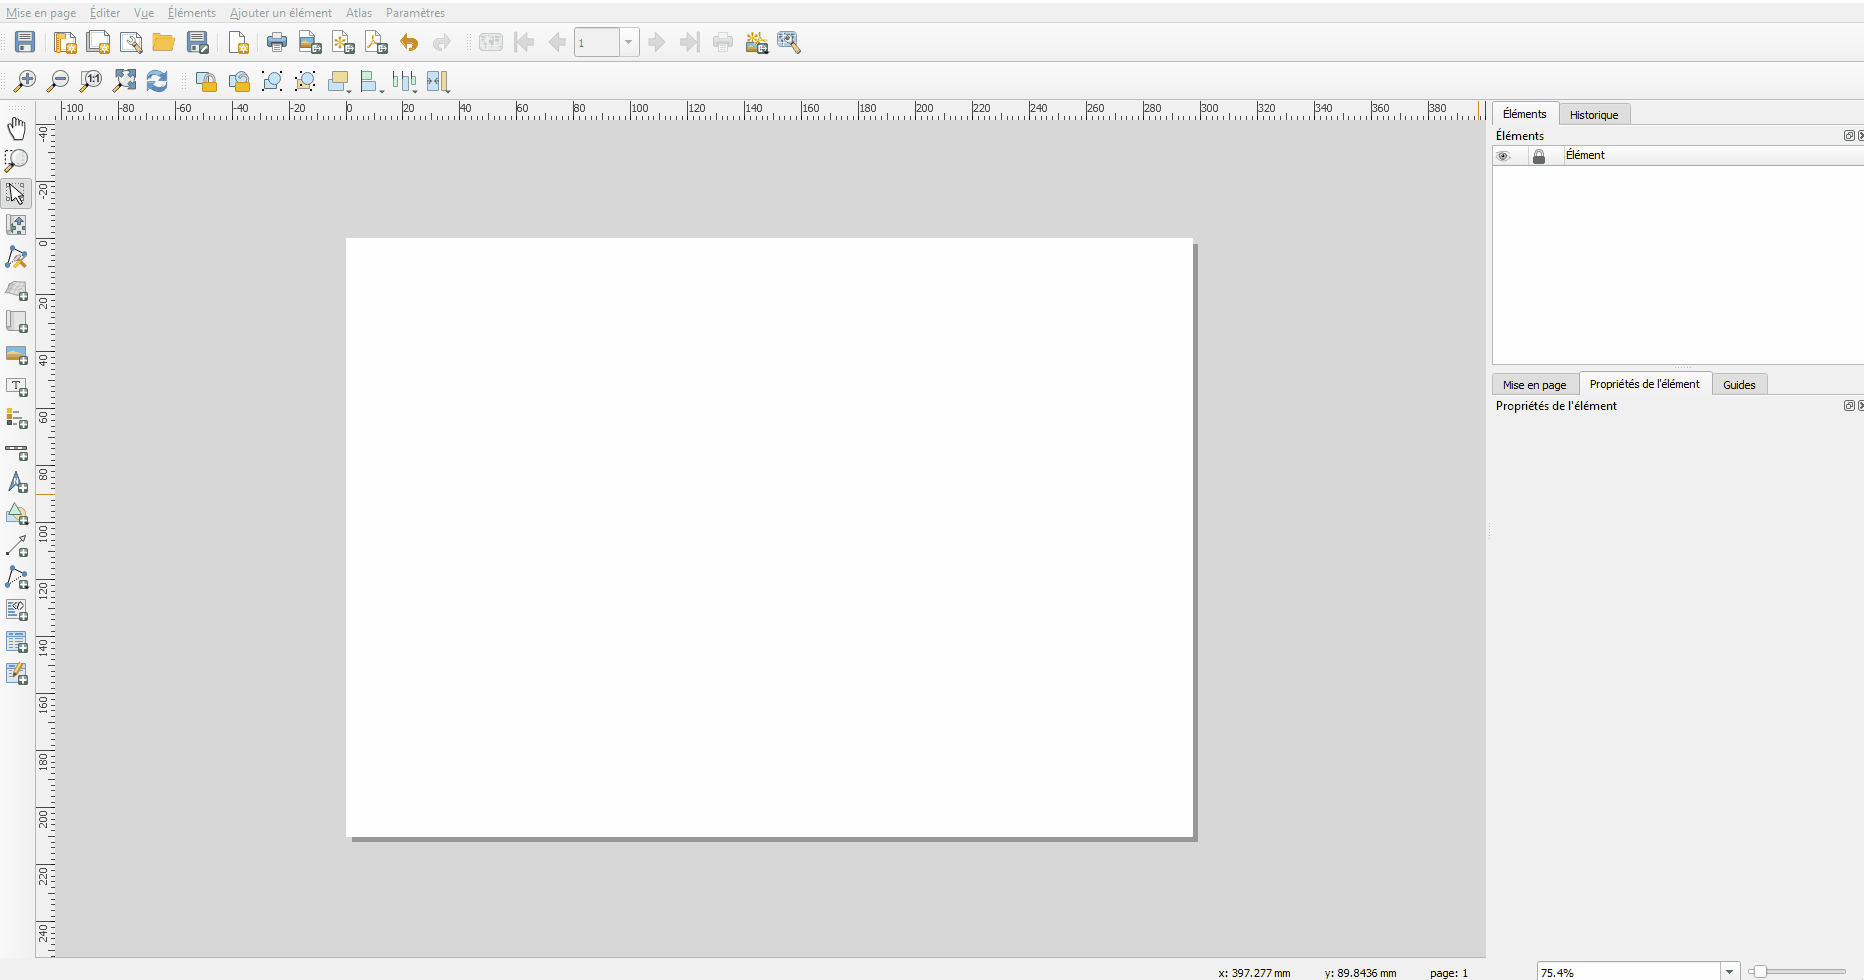 Mise en page Éditer Vue Éléments Ajouter un élément Atlas Paramètres
1
1:1
-100 -80 -60 -40 -20 0 20 40 60 80 100 120 140 160 180 200 220 240 260 280 300 320 340 360 380
Éléments Historique
Éléments
Élément
-40
-20
0
20
40
60
80
100
120
140
160
180
200
220
240
T
Mise en page Propriétés de l'élément Guides
Propriétés de l'élément
x: 397.277 mm y: 89.8436 mm page: 1 75.4%